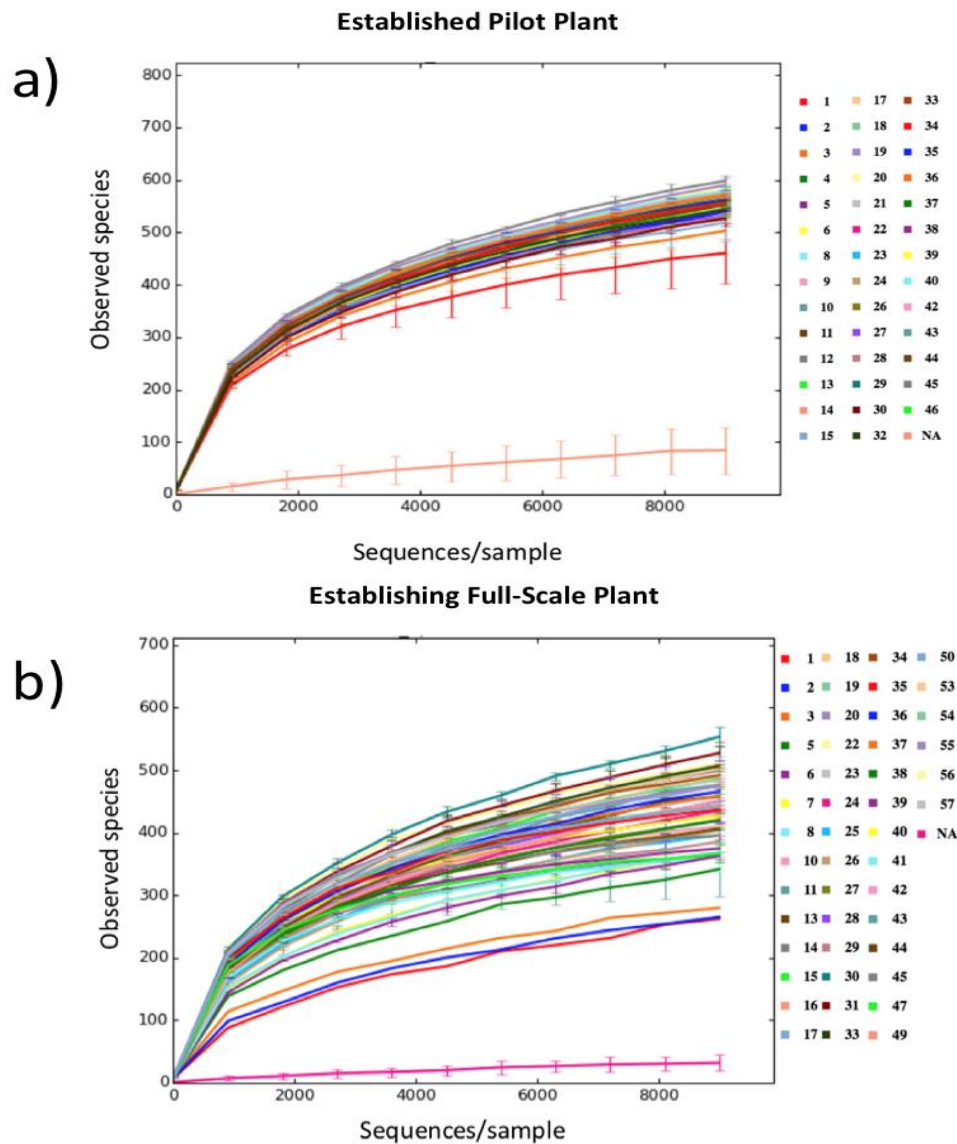 Established Pilot Plant
a)
800
700
600
500
400
300
200
100
0
0 2000 4000 6000 8000
Observed species
Sequences/sample
1 17 33
2 18 34
3 19 35
4 20 36
5 21 37
6 22 38
8 23 39
9 24 40
10 26 42
11 27 43
12 28 44
13 29 45
14 30 46
15 32 NA
Establishing Full-Scale Plant
b)
700
600
500
400
300
200
100
0
0 2000 4000 6000 8000
Observed species
Sequences/sample
1 18 34 50
2 19 35 53
3 20 36 54
5 22 37 55
6 23 38 56
7 24 39 57
8 25 40 NA
10 26 41
11 27 42
13 28 43
14 29 44
15 30 45
16 31 47
17 33 49